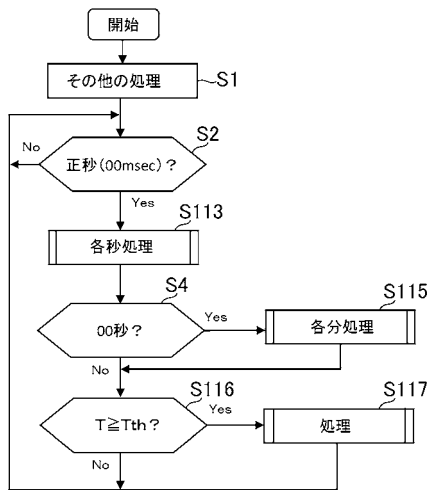 開始
その他の処理
S1
S2
No
正秒(00msec)?
Yes
S113
各秒処理
S4
00秒?
Yes
S115
各分処理
No
S116
T≧Tth?
Yes
S117
処理
No